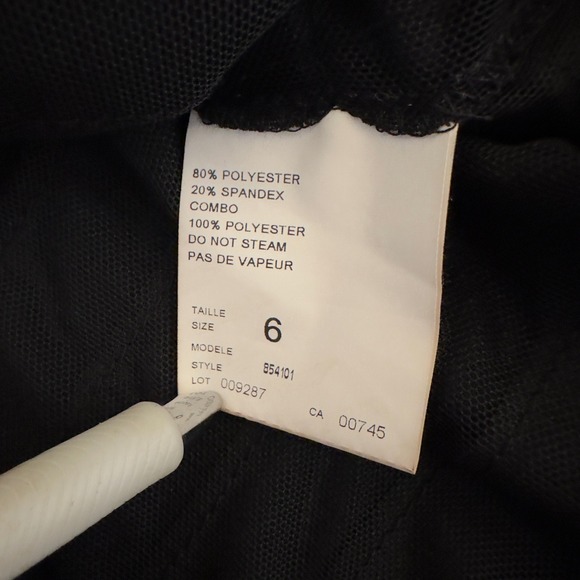 80% POLYESTER
20% SPANDEX
COMBO
100% POLYESTER
DO NOT STEAM
PAS DE VAPEUR
TAILLE
SIZE 6
MODELE
STYLE 854101
LOT 009287 CA 00745